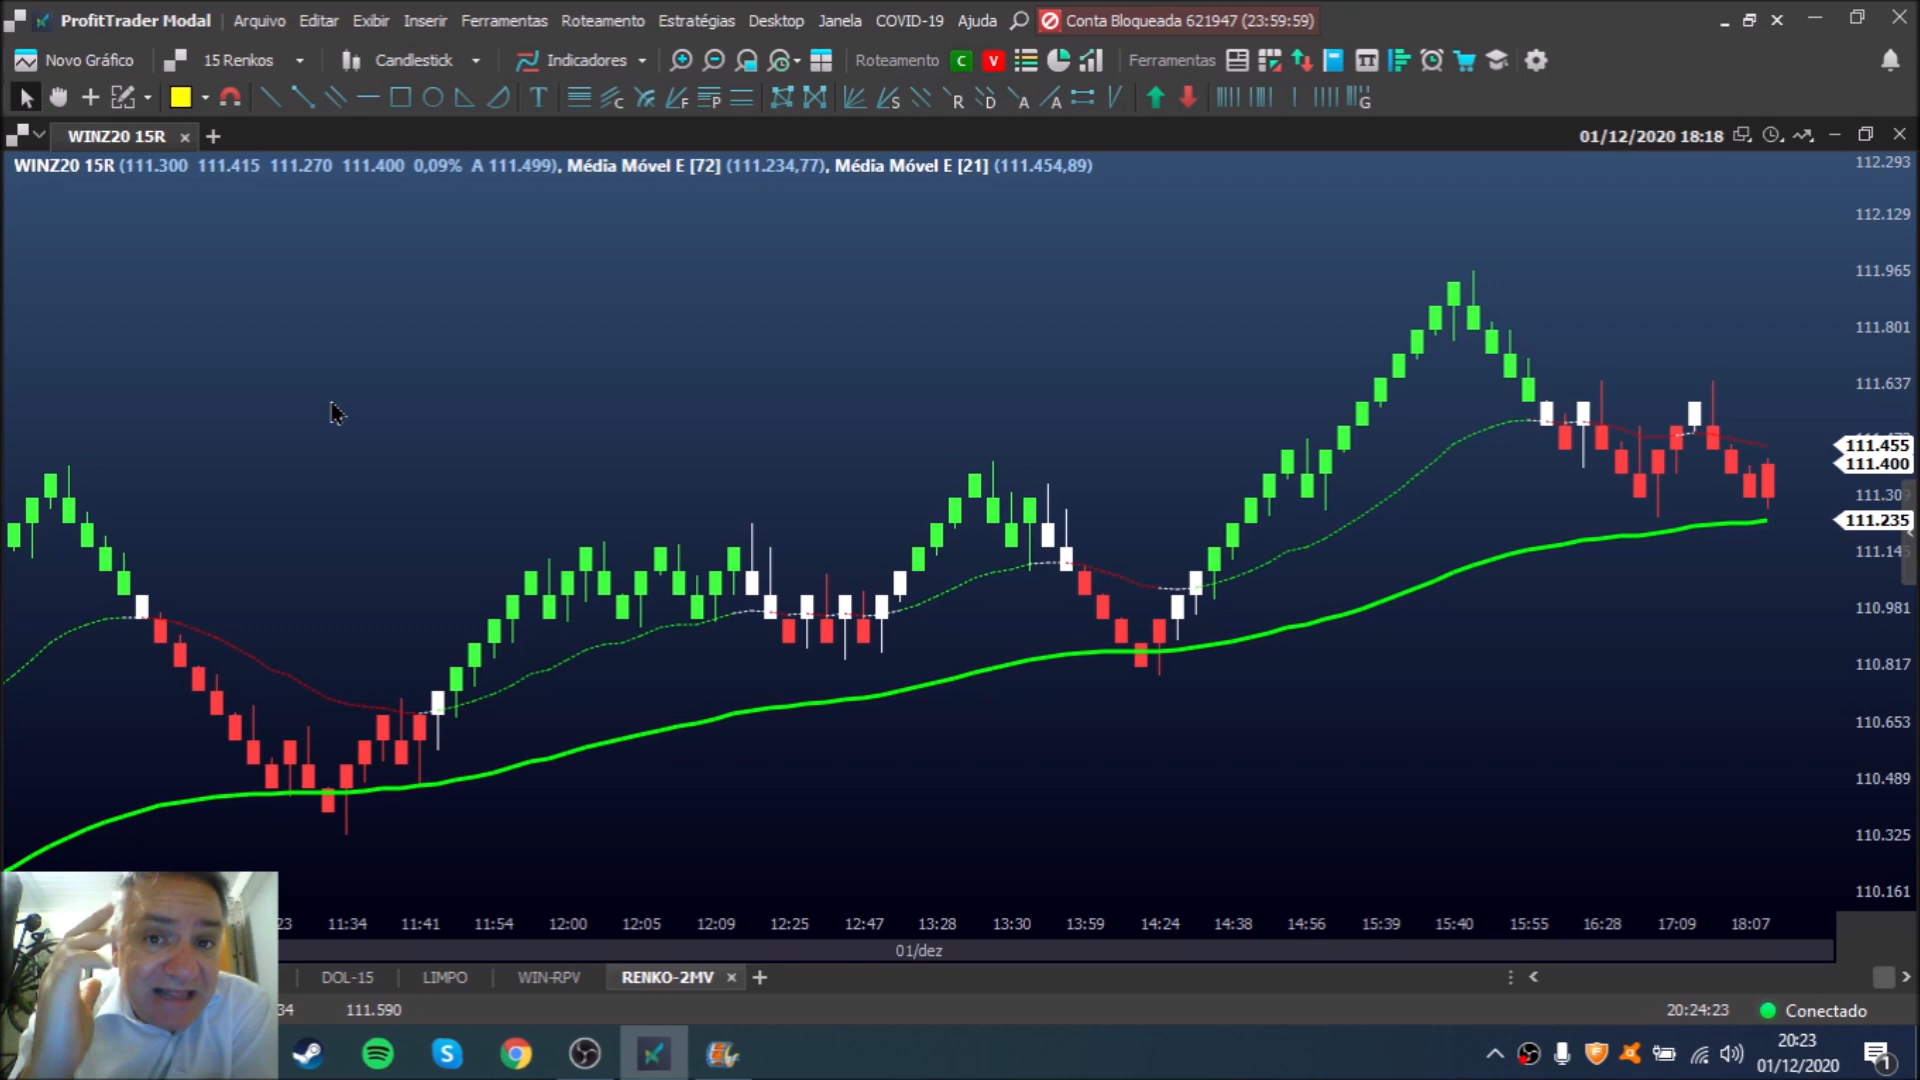 ProfitTrader Modal Arquivo Editar Exibir Inserir Ferramentas Roteamento Estratégias Desktop Janela COVID-19 Ajuda Conta Bloqueada 621947 (23:59:59)
Novo Gráfico 15 Renkos Candlestick Indicadores Roteamento C V Ferramentas
WINZ20 15R
01/12/2020 18:18
WINZ20 15R (111.300 111.415 111.270 111.400 0,09% A 111.499), Média Móvel E [72] (111.234,77), Média Móvel E [21] (111.454,89)
112.293
112.129
111.965
111.801
111.637
111.455
111.400
111.309
111.235
111.145
110.981
110.817
110.653
110.489
110.325
110.161
23 11:34 11:41 11:54 12:00 12:05 12:09 12:25 12:47 13:28 13:30 13:59 14:24 14:38 14:56 15:39 15:40 15:55 16:28 17:09 18:07
01/dez
DOL-15 LIMPO WIN-RPV RENKO-2MV
34 111.590 20:24:23 Conectado
20:23
01/12/2020
1